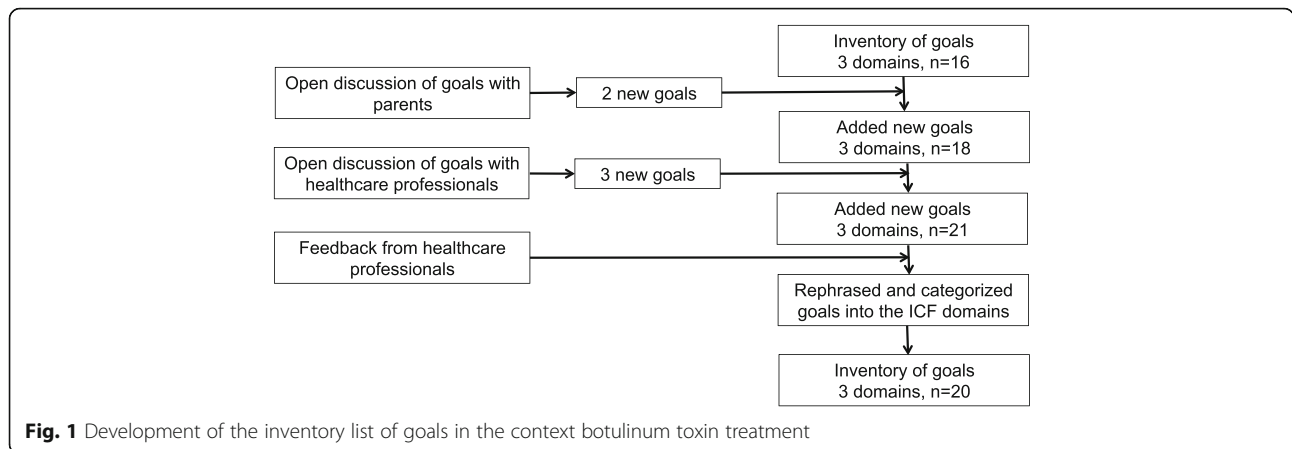 Inventory of goals
3 domains, n=16
Open discussion of goals with
parents
2 new goals
Added new goals
3 domains, n=18
Open discussion of goals with
healthcare professionals
3 new goals
Added new goals
3 domains, n=21
Feedback from healthcare
professionals
Rephrased and categorized
goals into the ICF domains
Inventory of goals
3 domains, n=20
Fig. 1 Development of the inventory list of goals in the context botulinum toxin treatment